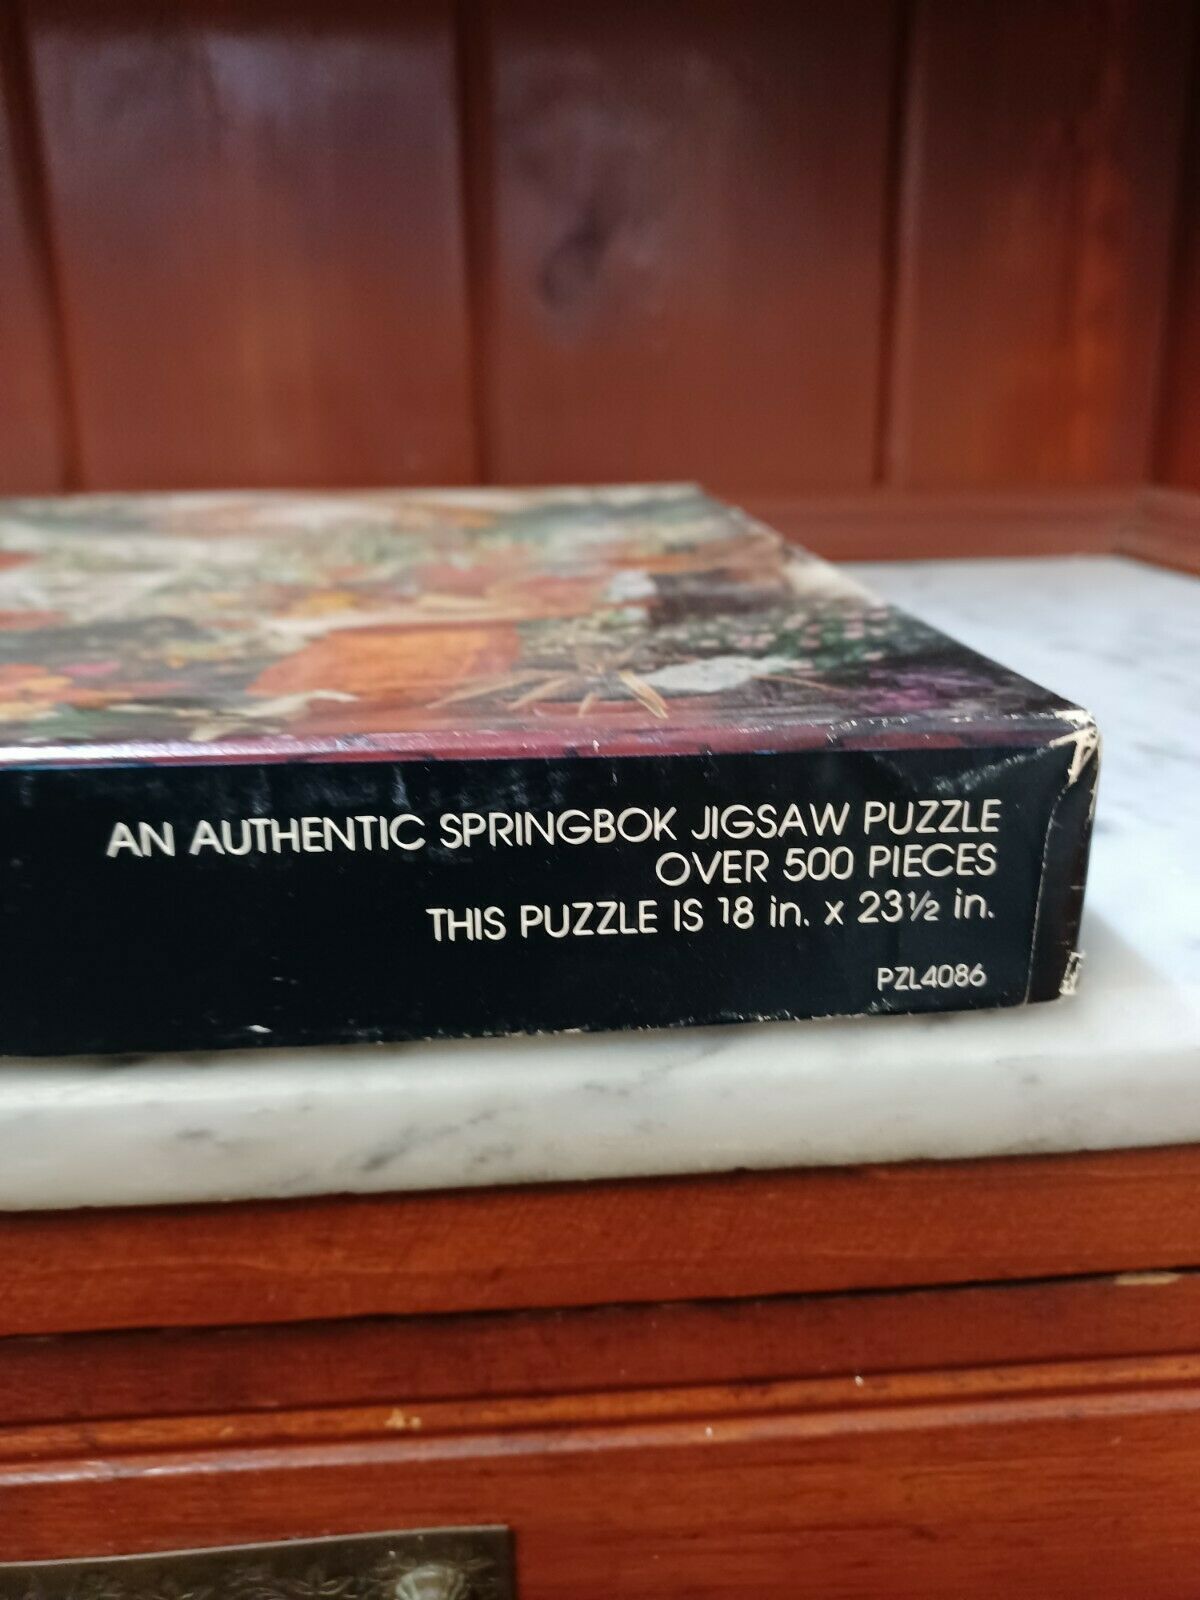 AN AUTHENTIC SPRINGBOK JIGSAW PUZZLE
OVER 500 PIECES
THIS PUZZLE IS 18 in. x 23½ in.
PZL4086